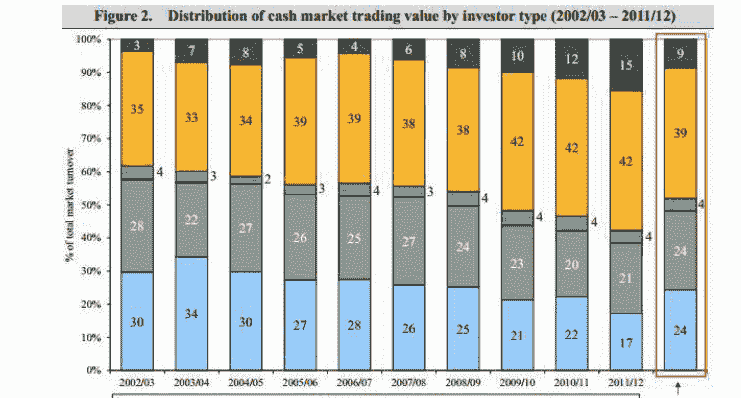 Figure 2. Distribution of cash market trading value by investor type (2002/03 – 2011/12)
% of total market turnover
100%
90%
80%
70%
60%
50%
40%
30%
20%
10%
0%
3 7 8 5 4 6 8 10 12 15 9
35 33 34 39 39 38 38 42 42 42 39
4 3 2 3 4 3 4 4 4 4 4
28 22 27 26 25 27 24 23 20 21 24
30 34 30 27 28 26 25 21 22 17 24
2002/03 2003/04 2004/05 2005/06 2006/07 2007/08 2008/09 2009/10 2010/11 2011/12